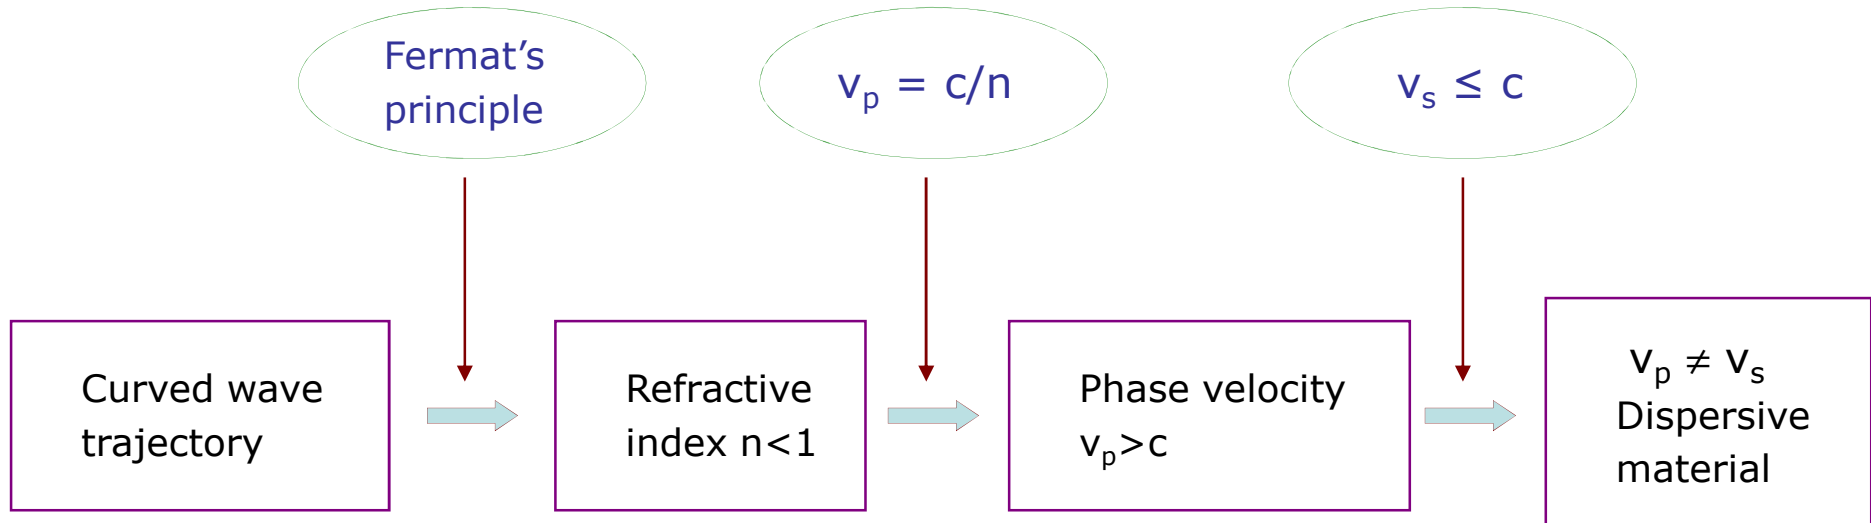 Fermat’s
principle
vₚ = c/n
vₛ ≤ c
Curved wave
trajectory
Refractive
index n<1
Phase velocity
vₚ>c
vₚ ≠ vₛ
Dispersive
material